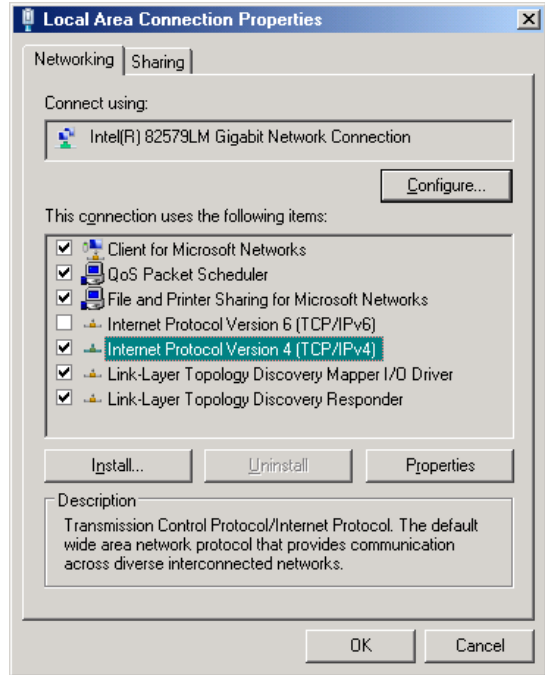 Local Area Connection Properties
Networking
Sharing
Connect using:
Intel(R) 82579LM Gigabit Network Connection
Configure...
This connection uses the following items:
Client for Microsoft Networks
QoS Packet Scheduler
File and Printer Sharing for Microsoft Networks
Internet Protocol Version 6 (TCP/IPv6)
Internet Protocol Version 4 (TCP/IPv4)
Link-Layer Topology Discovery Mapper I/O Driver
Link-Layer Topology Discovery Responder
Install...
Uninstall
Properties
Description
Transmission Control Protocol/Internet Protocol. The default
wide area network protocol that provides communication
across diverse interconnected networks.
OK
Cancel